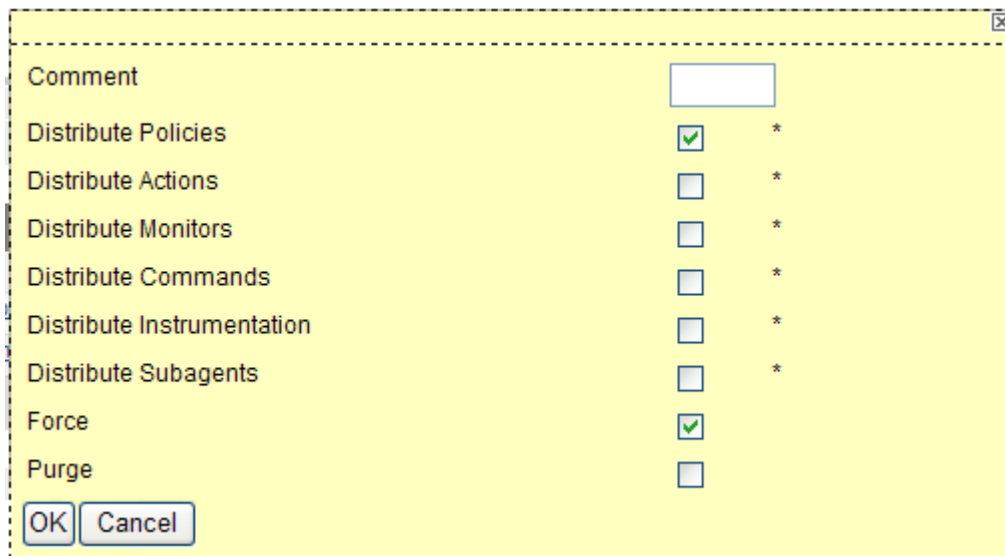 Comment
Distribute Policies *
Distribute Actions *
Distribute Monitors *
Distribute Commands *
Distribute Instrumentation *
Distribute Subagents *
Force
Purge
OK Cancel